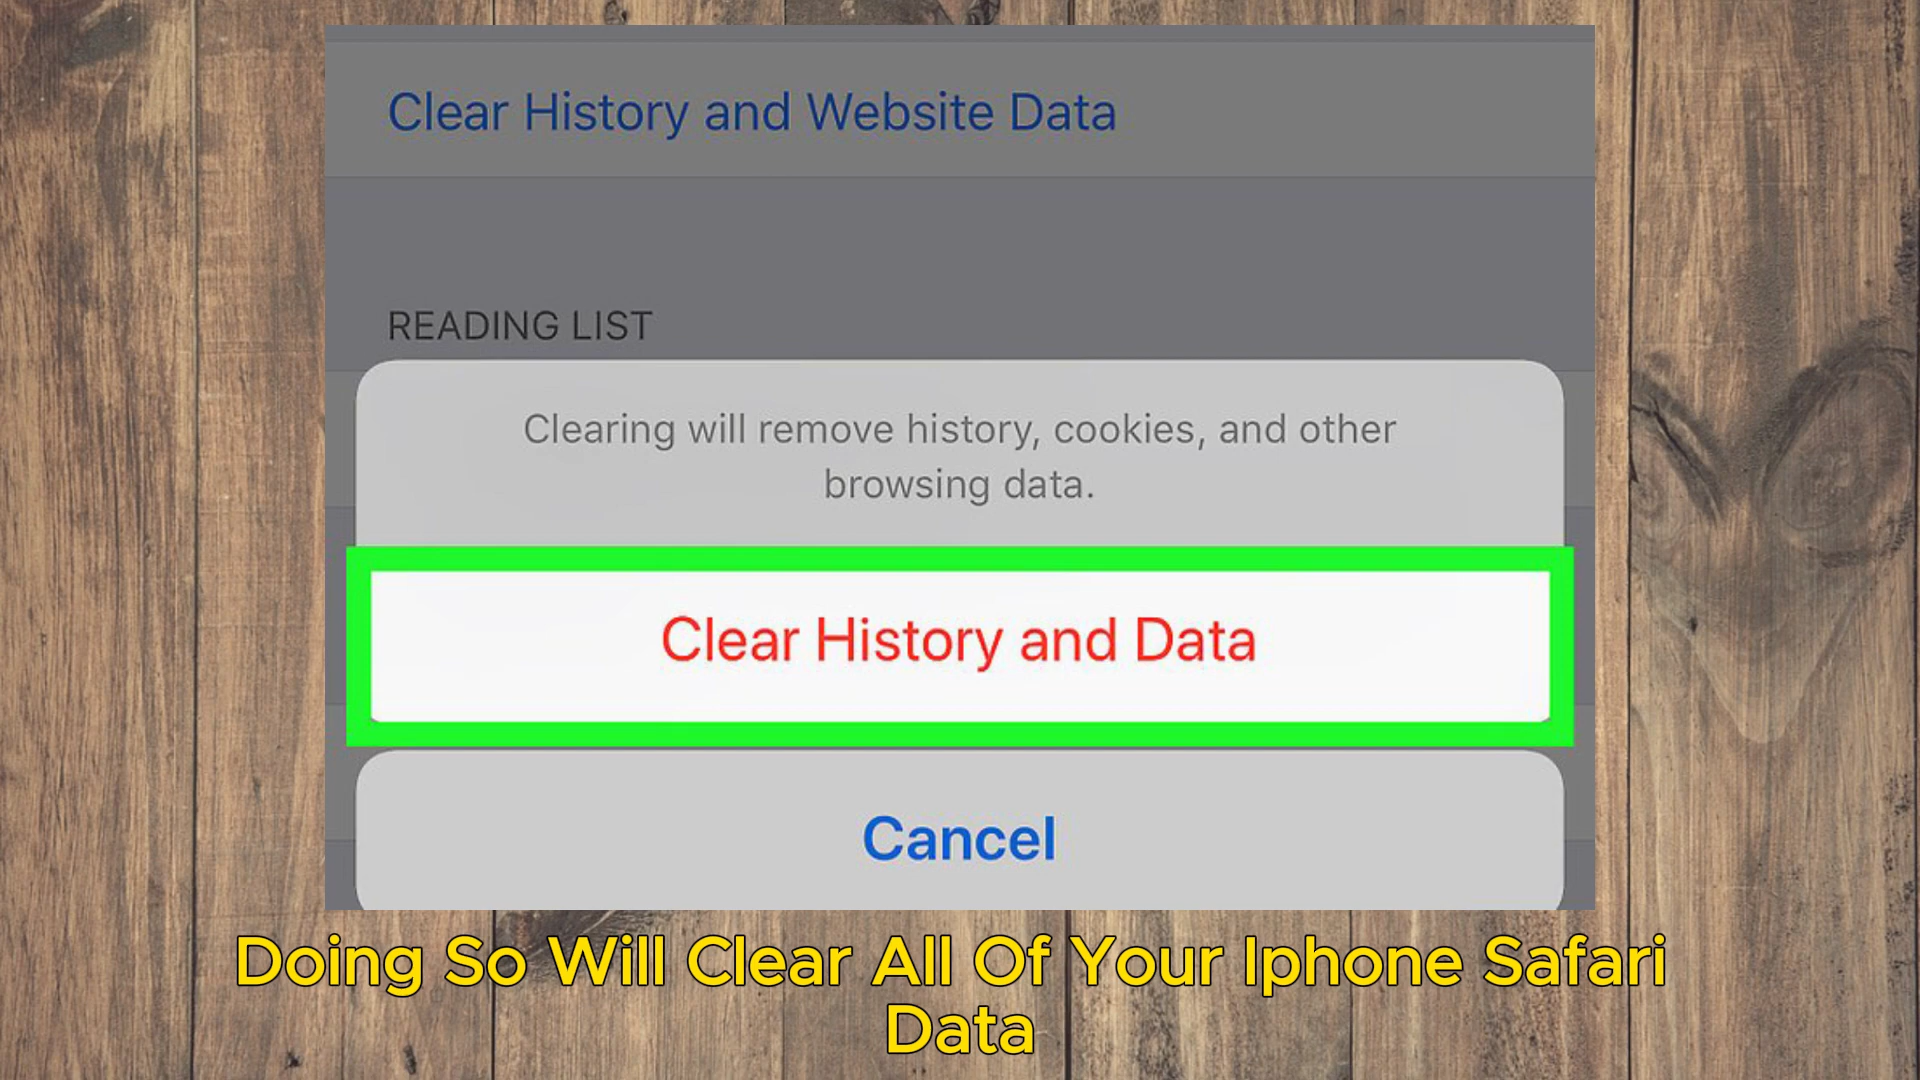 Clear History and Website Data
READING LIST
Clearing will remove history, cookies, and other
browsing data.
Clear History and Data
Cancel
Doing So Will Clear All Of Your Iphone Safari
Data